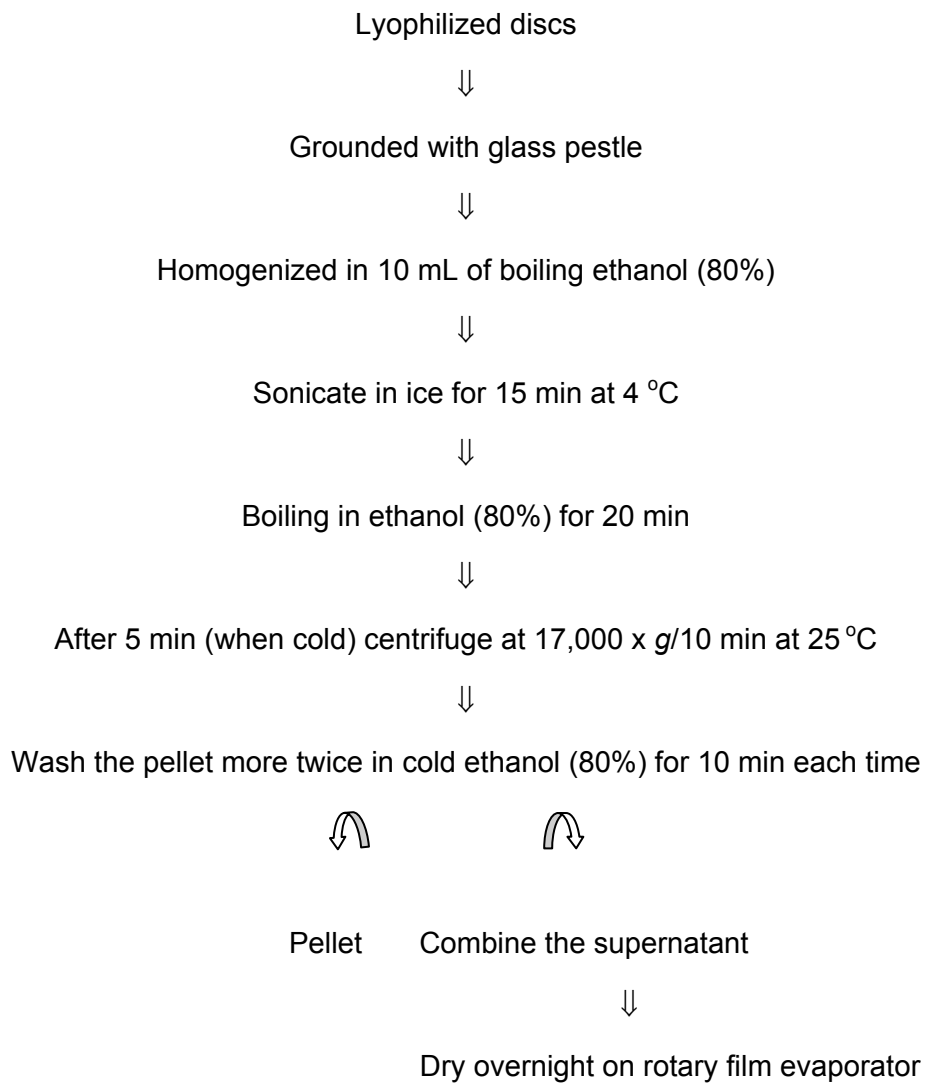 Lyophilized discs
⇓
Grounded with glass pestle
⇓
Homogenized in 10 mL of boiling ethanol (80%)
⇓
Sonicate in ice for 15 min at 4 °C
⇓
Boiling in ethanol (80%) for 20 min
⇓
After 5 min (when cold) centrifuge at 17,000 x g/10 min at 25 °C
⇓
Wash the pellet more twice in cold ethanol (80%) for 10 min each time
Pellet Combine the supernatant
⇓
Dry overnight on rotary film evaporator